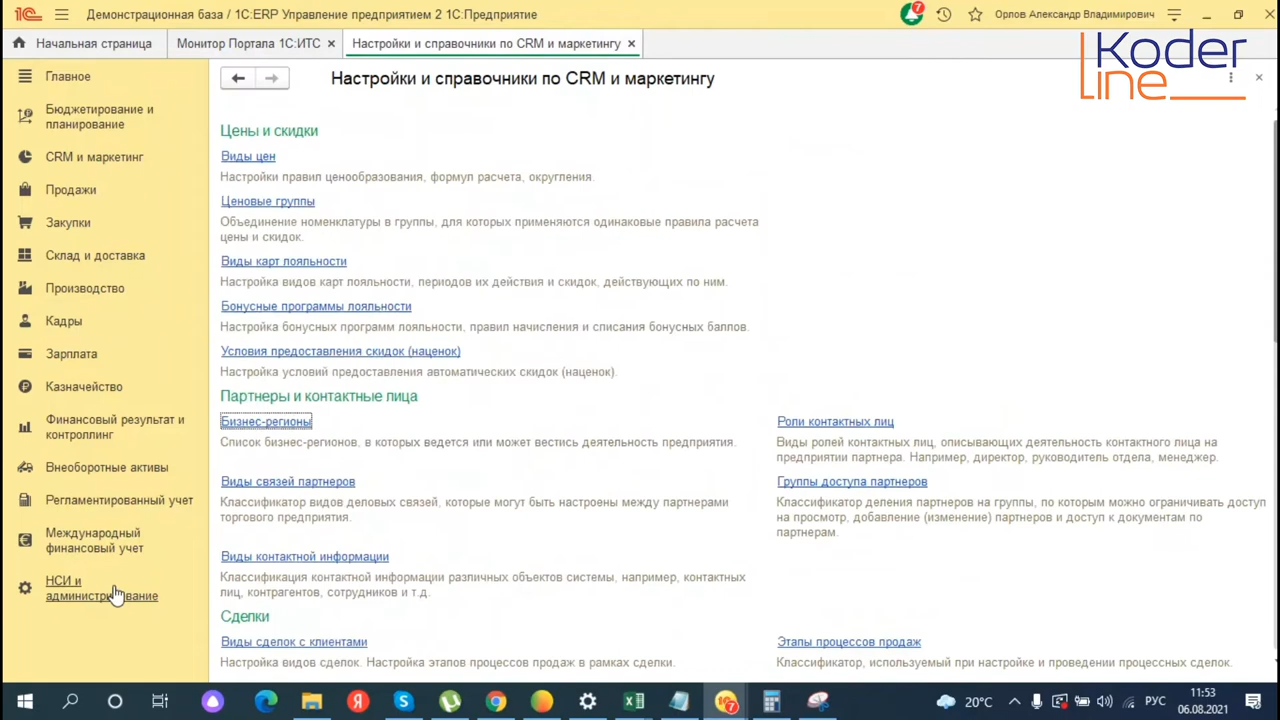 Демонстрационная база / 1С:ERP Управление предприятием 2 1С:Предприятие
7
Орлов Александр Владимирович
Начальная страница
Монитор Портала 1С:ИТС
Настройки и справочники по CRM и маркетингу
Koder
line
Главное
Бюджетирование и
планирование
CRM и маркетинг
Продажи
Закупки
Склад и доставка
Производство
Кадры
Зарплата
Казначейство
Финансовый результат и
контроллинг
Внеоборотные активы
Регламентированный учет
Международный
финансовый учет
НСИ и
администрирование
Настройки и справочники по CRM и маркетингу
Цены и скидки
Виды цен
Настройки правил ценообразования, формул расчета, округления.
Ценовые группы
Объединение номенклатуры в группы, для которых применяются одинаковые правила расчета
цены и скидок.
Виды карт лояльности
Настройка видов карт лояльности, периодов их действия и скидок, действующих по ним.
Бонусные программы лояльности
Настройка бонусных программ лояльности, правил начисления и списания бонусных баллов.
Условия предоставления скидок (наценок)
Настройка условий предоставления автоматических скидок (наценок).
Партнеры и контактные лица
Бизнес-регионы
Список бизнес-регионов, в которых ведется или может вестись деятельность предприятия.
Роли контактных лиц
Виды ролей контактных лиц, описывающих деятельность контактного лица на
предприятии партнера. Например, директор, руководитель отдела, менеджер.
Виды связей партнеров
Классификатор видов деловых связей, которые могут быть настроены между партнерами
торгового предприятия.
Группы доступа партнеров
Классификатор деления партнеров на группы, по которым можно ограничивать доступ
на просмотр, добавление (изменение) партнеров и доступ к документам по
партнерам.
Виды контактной информации
Классификация контактной информации различных объектов системы, например, контактных
лиц, контрагентов, сотрудников и т.д.
Сделки
Виды сделок с клиентами
Настройка видов сделок. Настройка этапов процессов продаж в рамках сделки.
Этапы процессов продаж
Классификатор, используемый при настройке и проведении процессных сделок.
20°C
РУС
11:53
06.08.2021